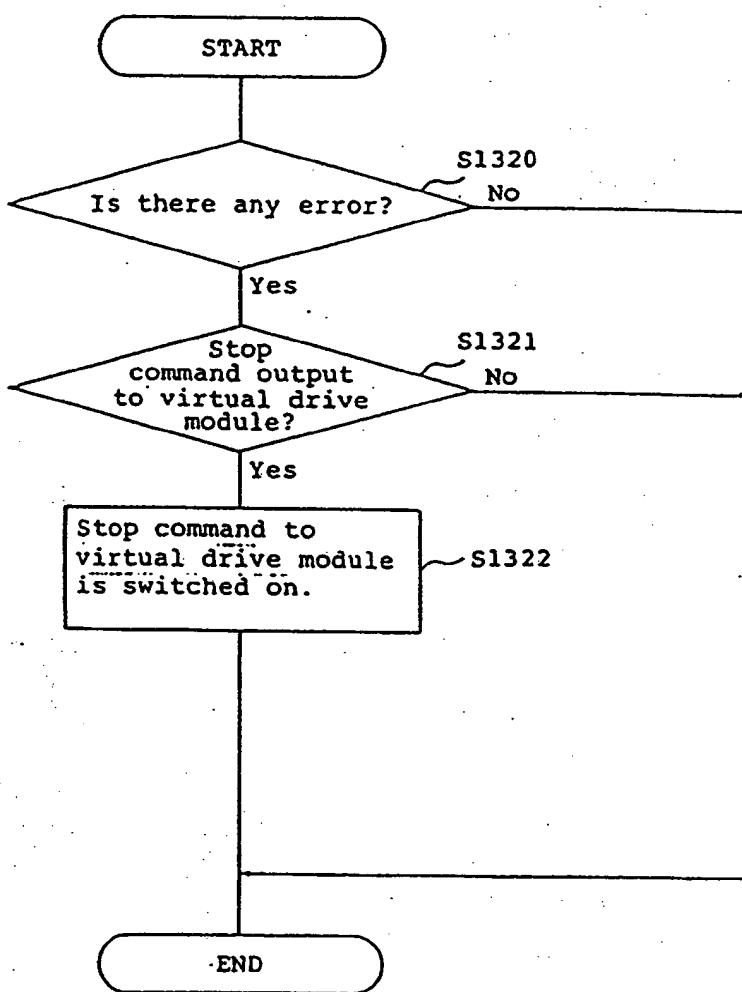 START
S1320
Is there any error?
No
Yes
S1321
Stop
command output
to virtual drive
module?
No
Yes
Stop command to
virtual drive module
is switched on.
S1322
END